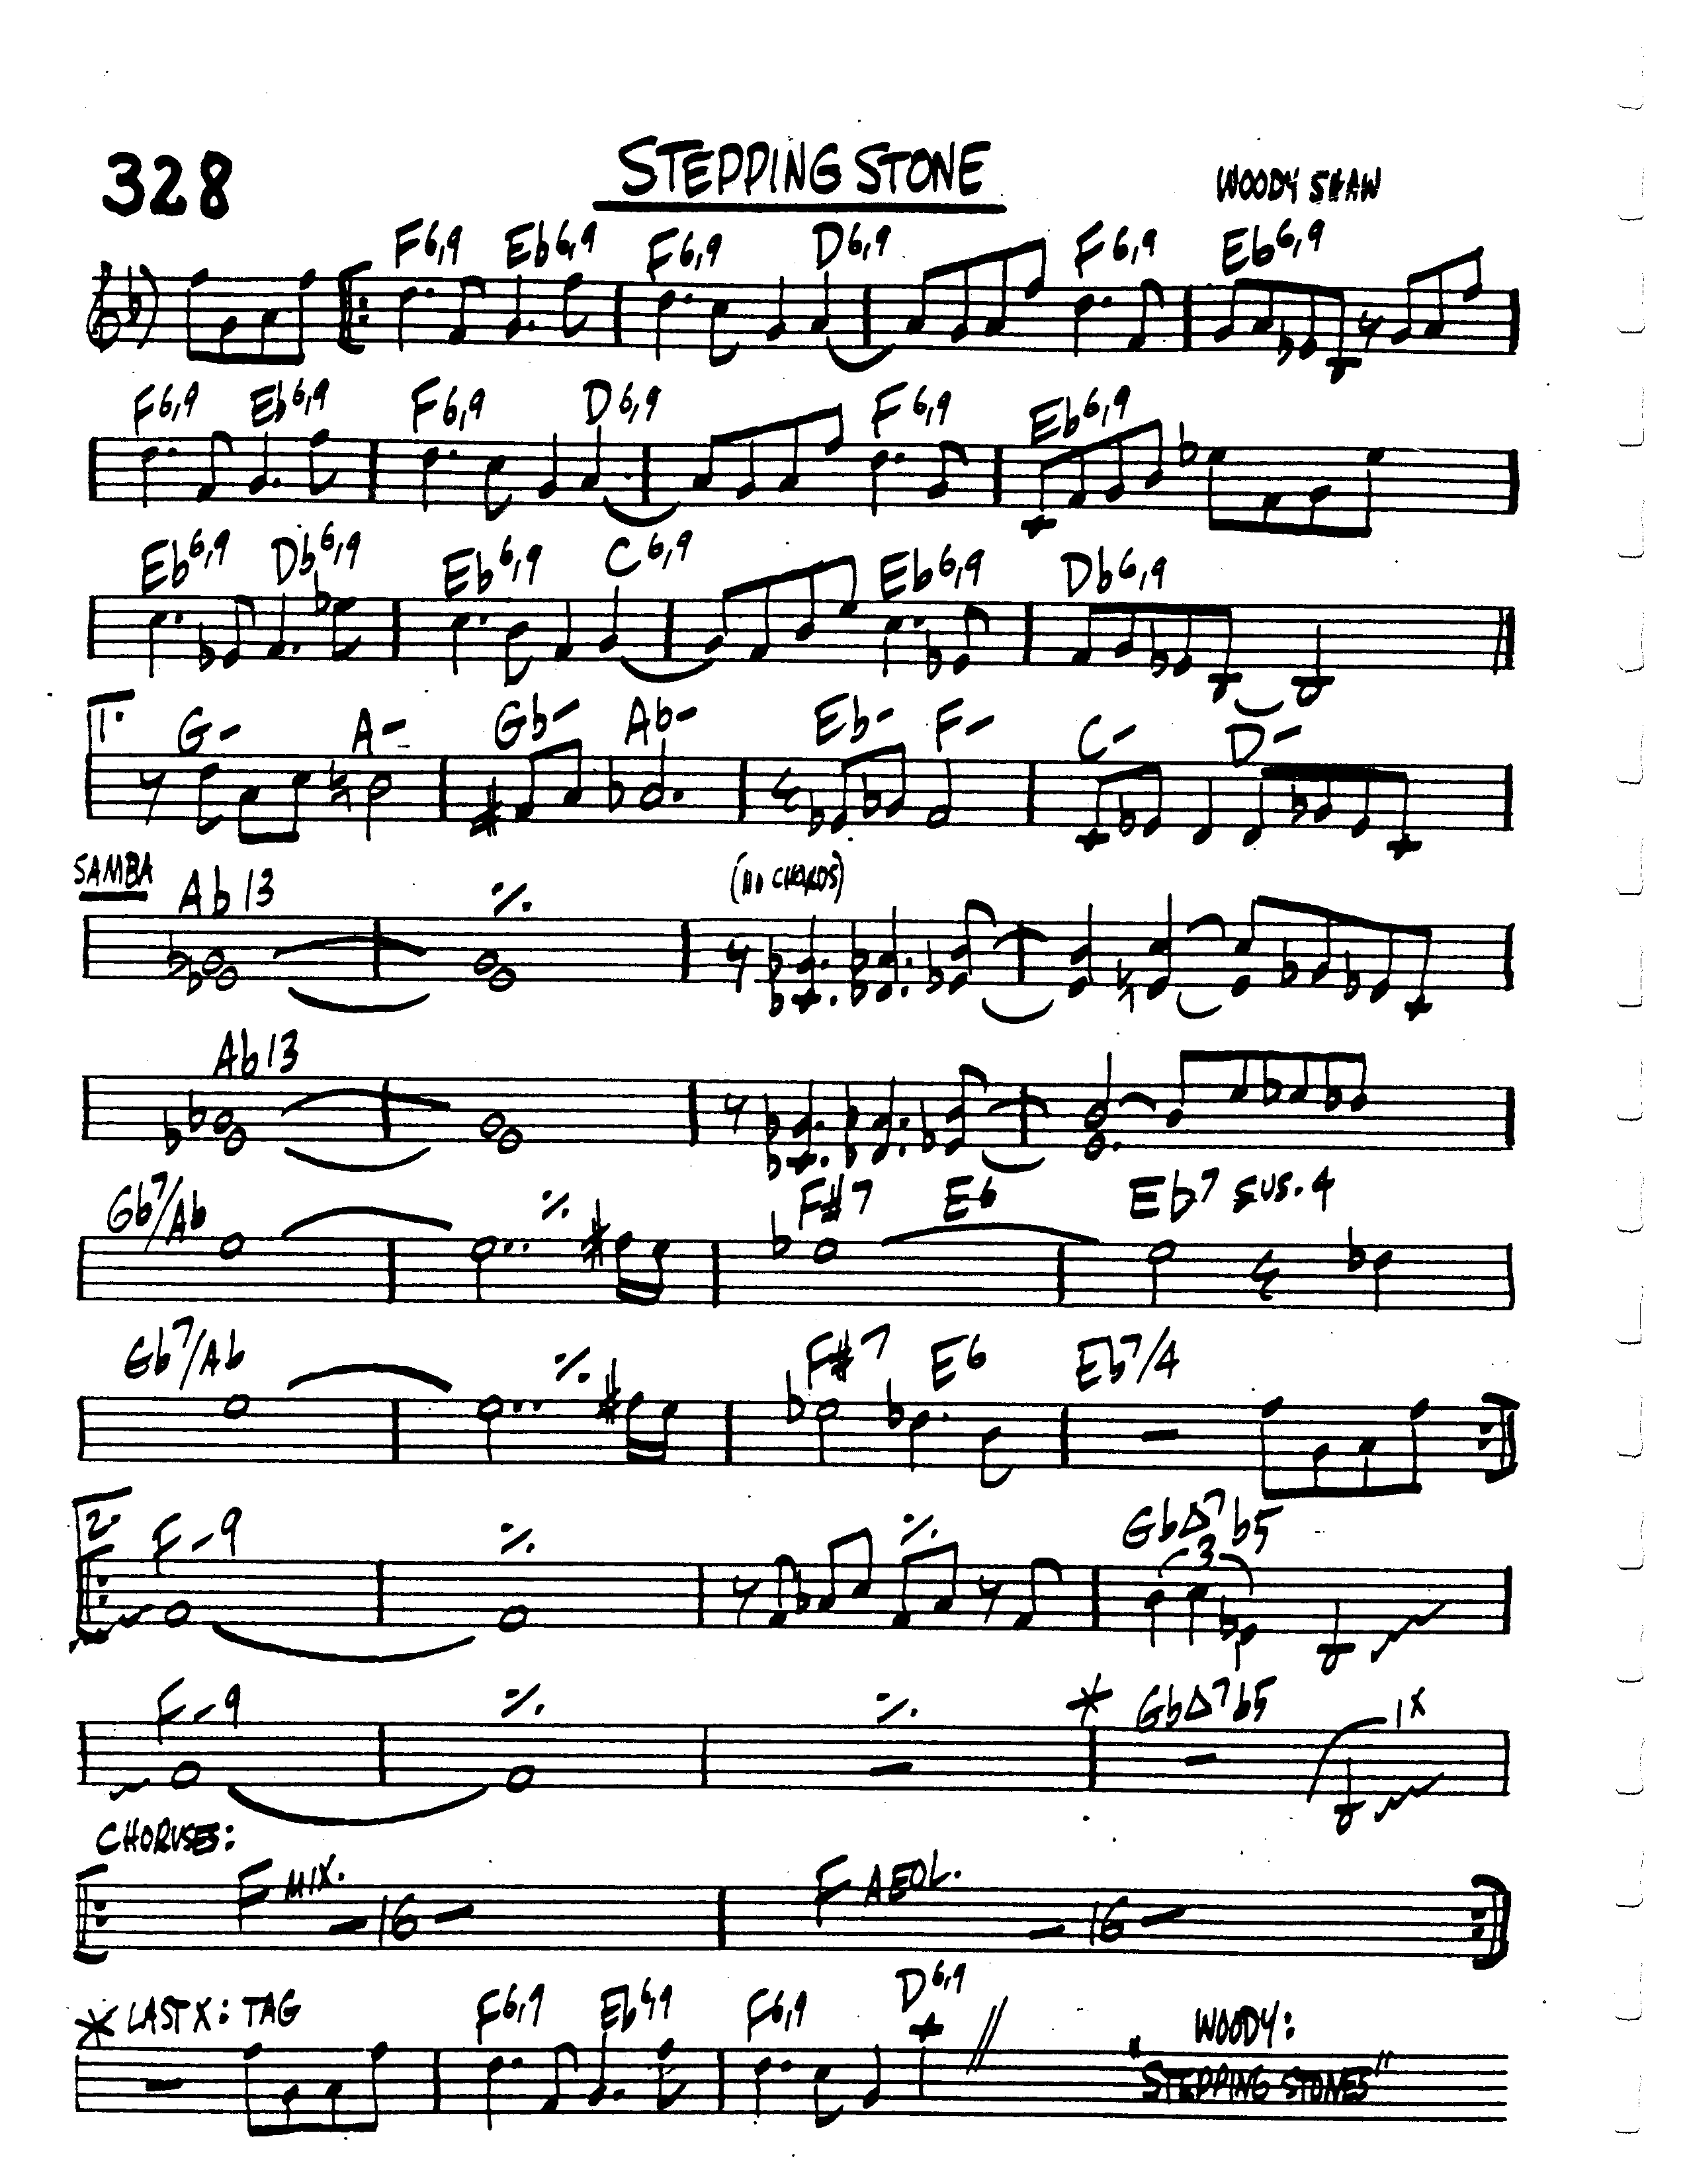 328 STEPPING STONE WOODY SHAW
F6,9 Eb6,9 F6,9 D6,9 F6,9 Eb6,9
F6,9 Eb6,9 F6,9 D6,9 F6,9 Eb6,9
Eb6,9 Db6,9 Eb6,9 C6,9 Eb6,9 Db6,9
1. G- A- Gb- Ab- Eb- F- C- D-
SAMBA Ab13 (NO CHORDS)
Ab13
Gb7/Ab F#7 E6 Eb7 SUS.4
Gb7/Ab F#7 E6 Eb7/4
2. F-9 GbΔ7b5
3
F-9 * GbΔ7b5 1X
CHORUSES:
F MIX. 16 F AEOL. 16
* LAST X: TAG F6,9 Eb6,9 F6,9 D6,9 WOODY:
"STEPPING STONES"